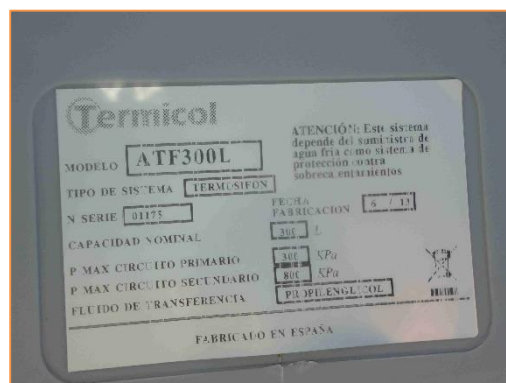 Termicol
ATENCIÓN: Este sistema
depende del suministro de
agua fría como sistema de
protección contra
sobrecalentamientos
MODELO ATF300L
TIPO DE SISTEMA TERMOSIFON
N SERIE 01175
FECHA
FABRICACION 6 /
CAPACIDAD NOMINAL 300 L
P MAX CIRCUITO PRIMARIO 300 KPa
P MAX CIRCUITO SECUNDARIO 800 KPa
FLUIDO DE TRANSFERENCIA PROPILENGLICOL
FABRICADO EN ESPAÑA